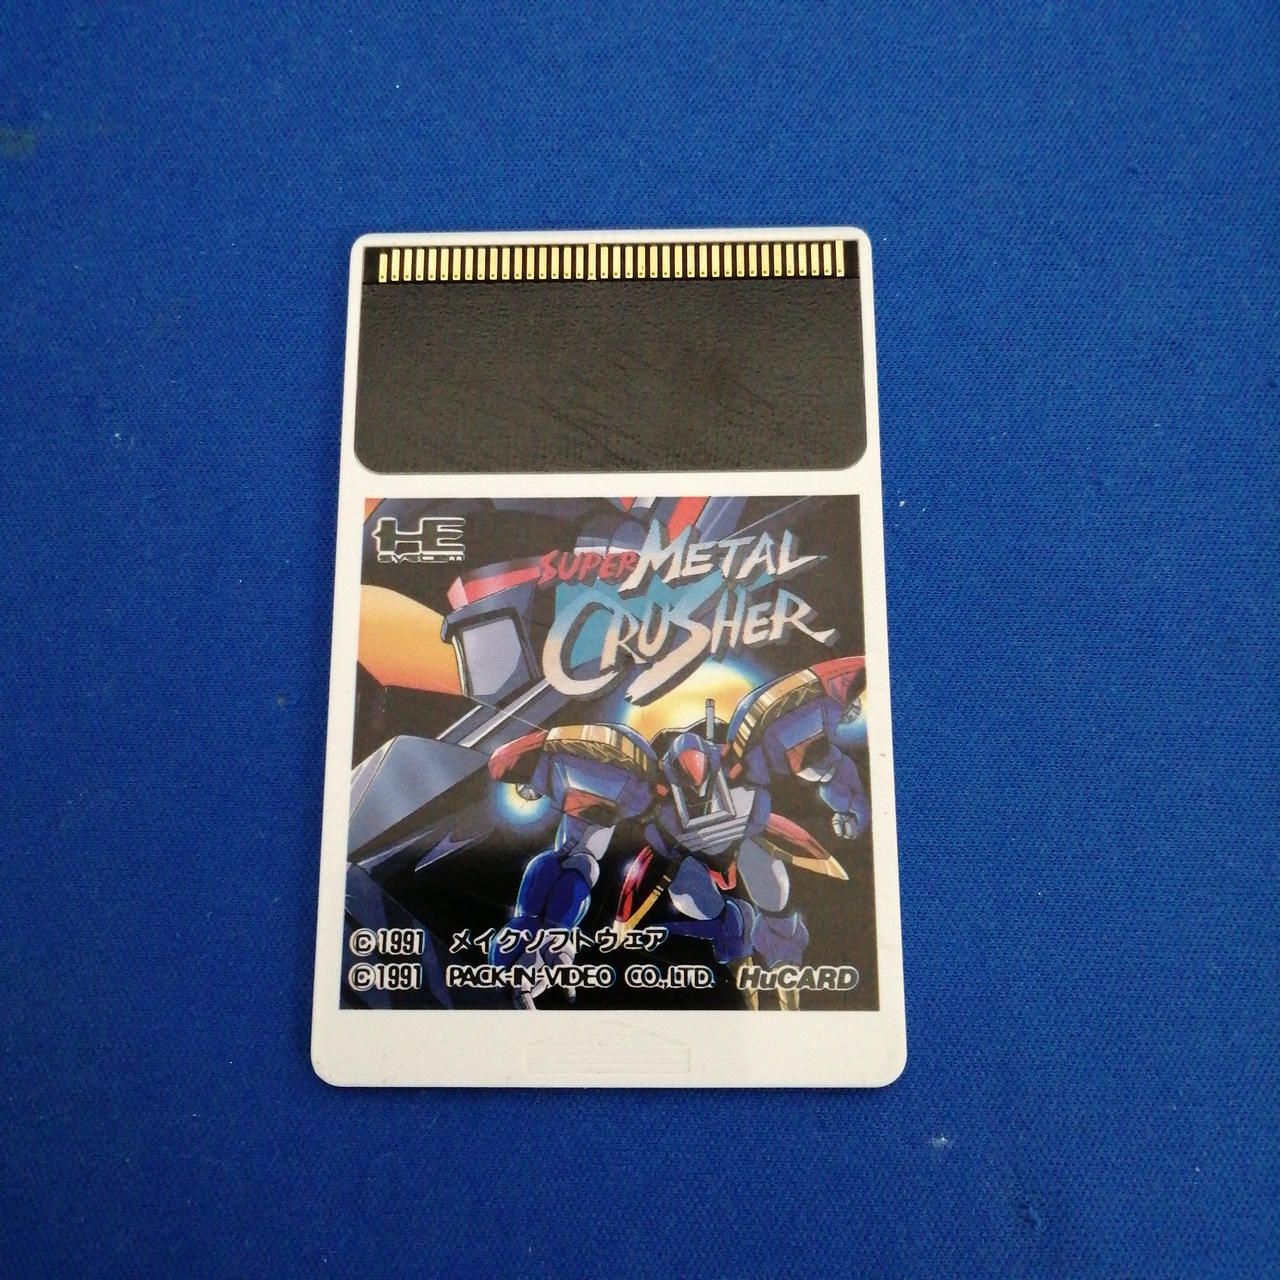 HE
SYSTEM
SUPER METAL
CRUSHER
©1991 メイクソフトウェア
©1991 PACK-IN-VIDEO CO.,LTD. HuCARD